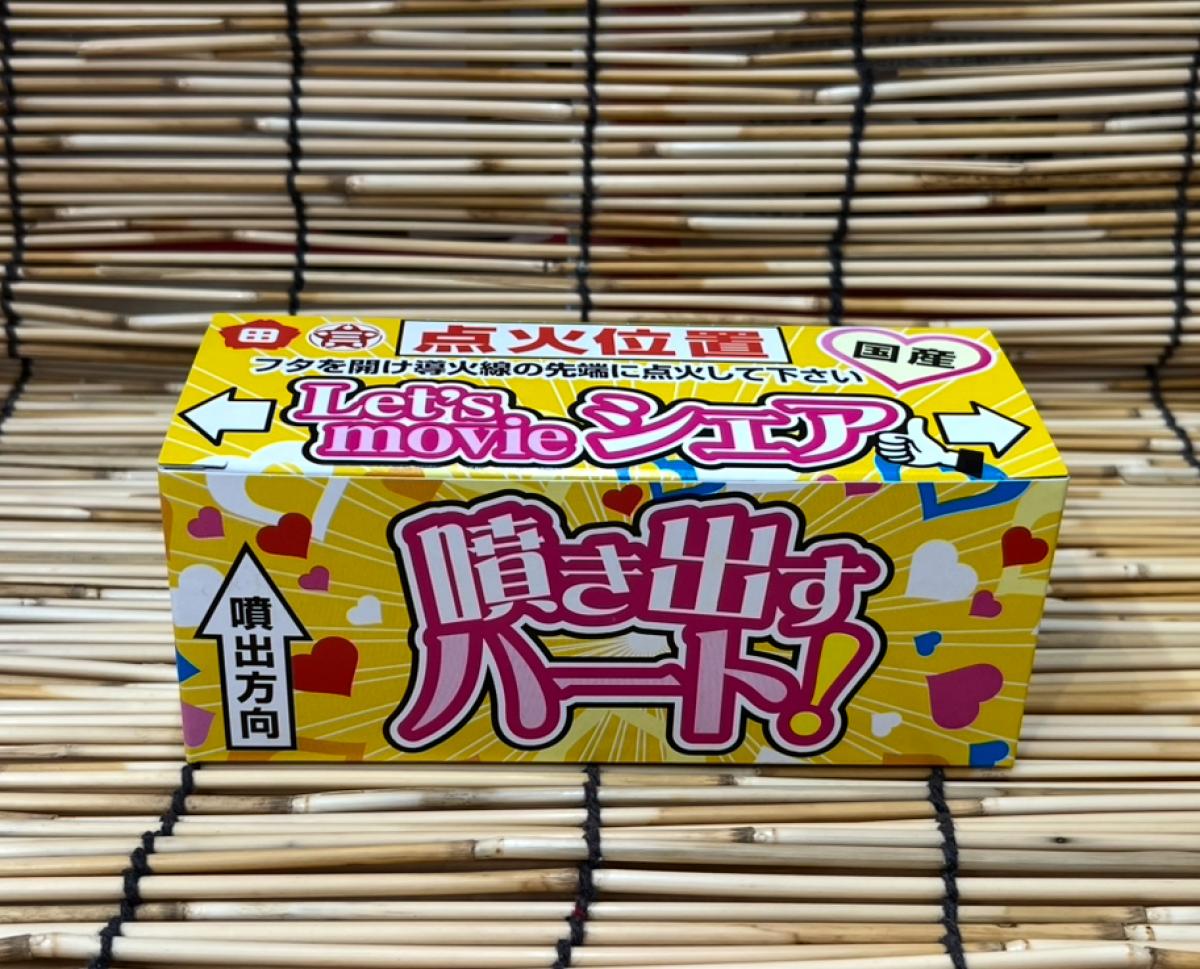 田
点火位置
国産
フタを開け導火線の先端に点火して下さい
Let's
movie
シェア
噴き出す
ハート!
噴出方向